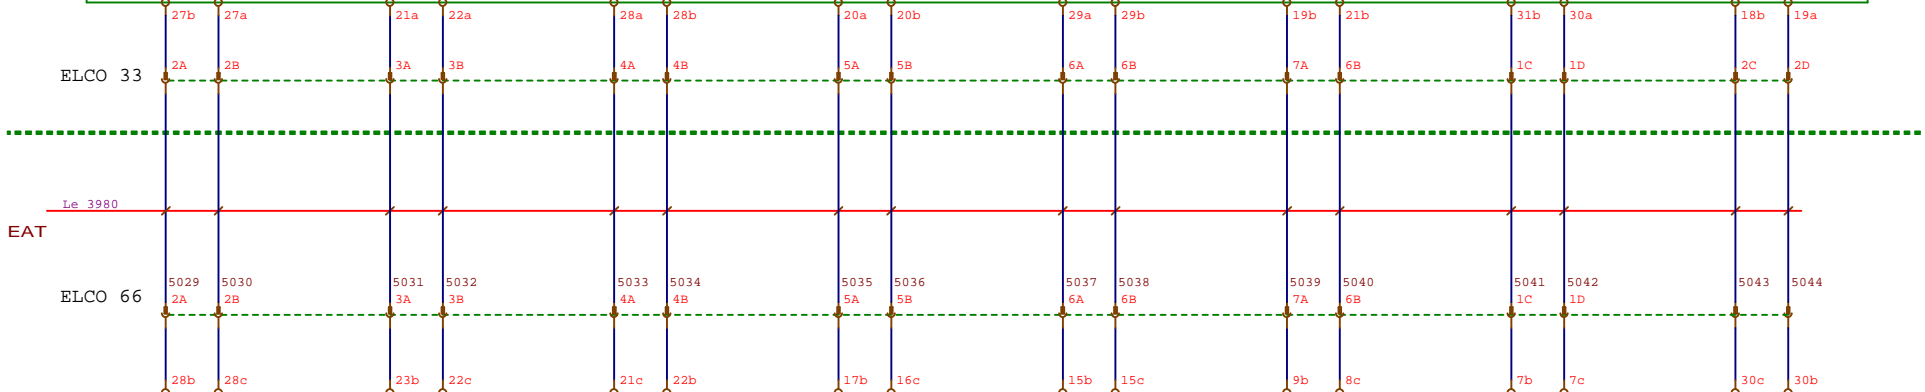 27b 27a 21a 22a 28a 28b 20a 20b 29a 29b 19b 21b 31b 30a 18b 19a
ELCO 33 2A 2B 3A 3B 4A 4B 5A 5B 6A 6B 7A 6B 1C 1D 2C 2D
Le 3980
EAT
5029 5030 5031 5032 5033 5034 5035 5036 5037 5038 5039 5040 5041 5042 5043 5044
ELCO 66 2A 2B 3A 3B 4A 4B 5A 5B 6A 6B 7A 6B 1C 1D
28b 28c 23b 22c 21c 22b 17b 16c 15b 15c 9b 8c 7b 7c 30c 30b